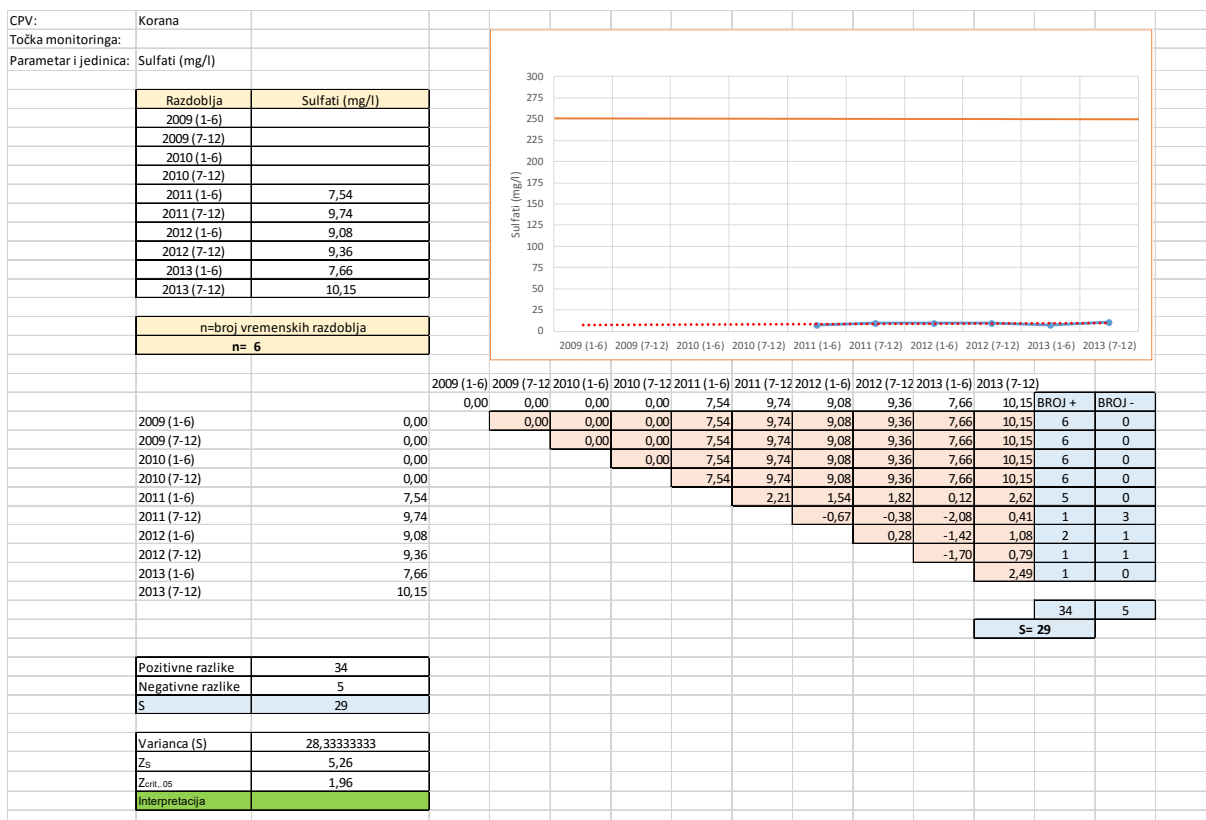 CPV: Korana
Točka monitoringa:
Parametar i jedinica: Sulfati (mg/l)
Razdoblja Sulfati (mg/l)
2009 (1-6)
2009 (7-12)
2010 (1-6)
2010 (7-12)
2011 (1-6) 7,54
2011 (7-12) 9,74
2012 (1-6) 9,08
2012 (7-12) 9,36
2013 (1-6) 7,66
2013 (7-12) 10,15
n=broj vremenskih razdoblja
n= 6
Sulfati (mg/l)
300
275
250
225
200
175
150
125
100
75
50
25
0
2009 (1-6) 2009 (7-12) 2010 (1-6) 2010 (7-12) 2011 (1-6) 2011 (7-12) 2012 (1-6) 2012 (7-12) 2013 (1-6) 2013 (7-12)
2009 (1-6) 2009 (7-12 2010 (1-6) 2010 (7-12 2011 (1-6) 2011 (7-12 2012 (1-6) 2012 (7-12 2013 (1-6) 2013 (7-12)
0,00 0,00 0,00 0,00 7,54 9,74 9,08 9,36 7,66 10,15 BROJ + BROJ -
2009 (1-6) 0,00 0,00 0,00 0,00 7,54 9,74 9,08 9,36 7,66 10,15 6 0
2009 (7-12) 0,00 0,00 0,00 7,54 9,74 9,08 9,36 7,66 10,15 6 0
2010 (1-6) 0,00 0,00 7,54 9,74 9,08 9,36 7,66 10,15 6 0
2010 (7-12) 0,00 7,54 9,74 9,08 9,36 7,66 10,15 6 0
2011 (1-6) 7,54 2,21 1,54 1,82 0,12 2,62 5 0
2011 (7-12) 9,74 -0,67 -0,38 -2,08 0,41 1 3
2012 (1-6) 9,08 0,28 -1,42 1,08 2 1
2012 (7-12) 9,36 -1,70 0,79 1 1
2013 (1-6) 7,66 2,49 1 0
2013 (7-12) 10,15
34 5
S= 29
Pozitivne razlike 34
Negativne razlike 5
S 29
Varianca (S) 28,33333333
Zs 5,26
Zcrit,.05 1,96
Interpretacija